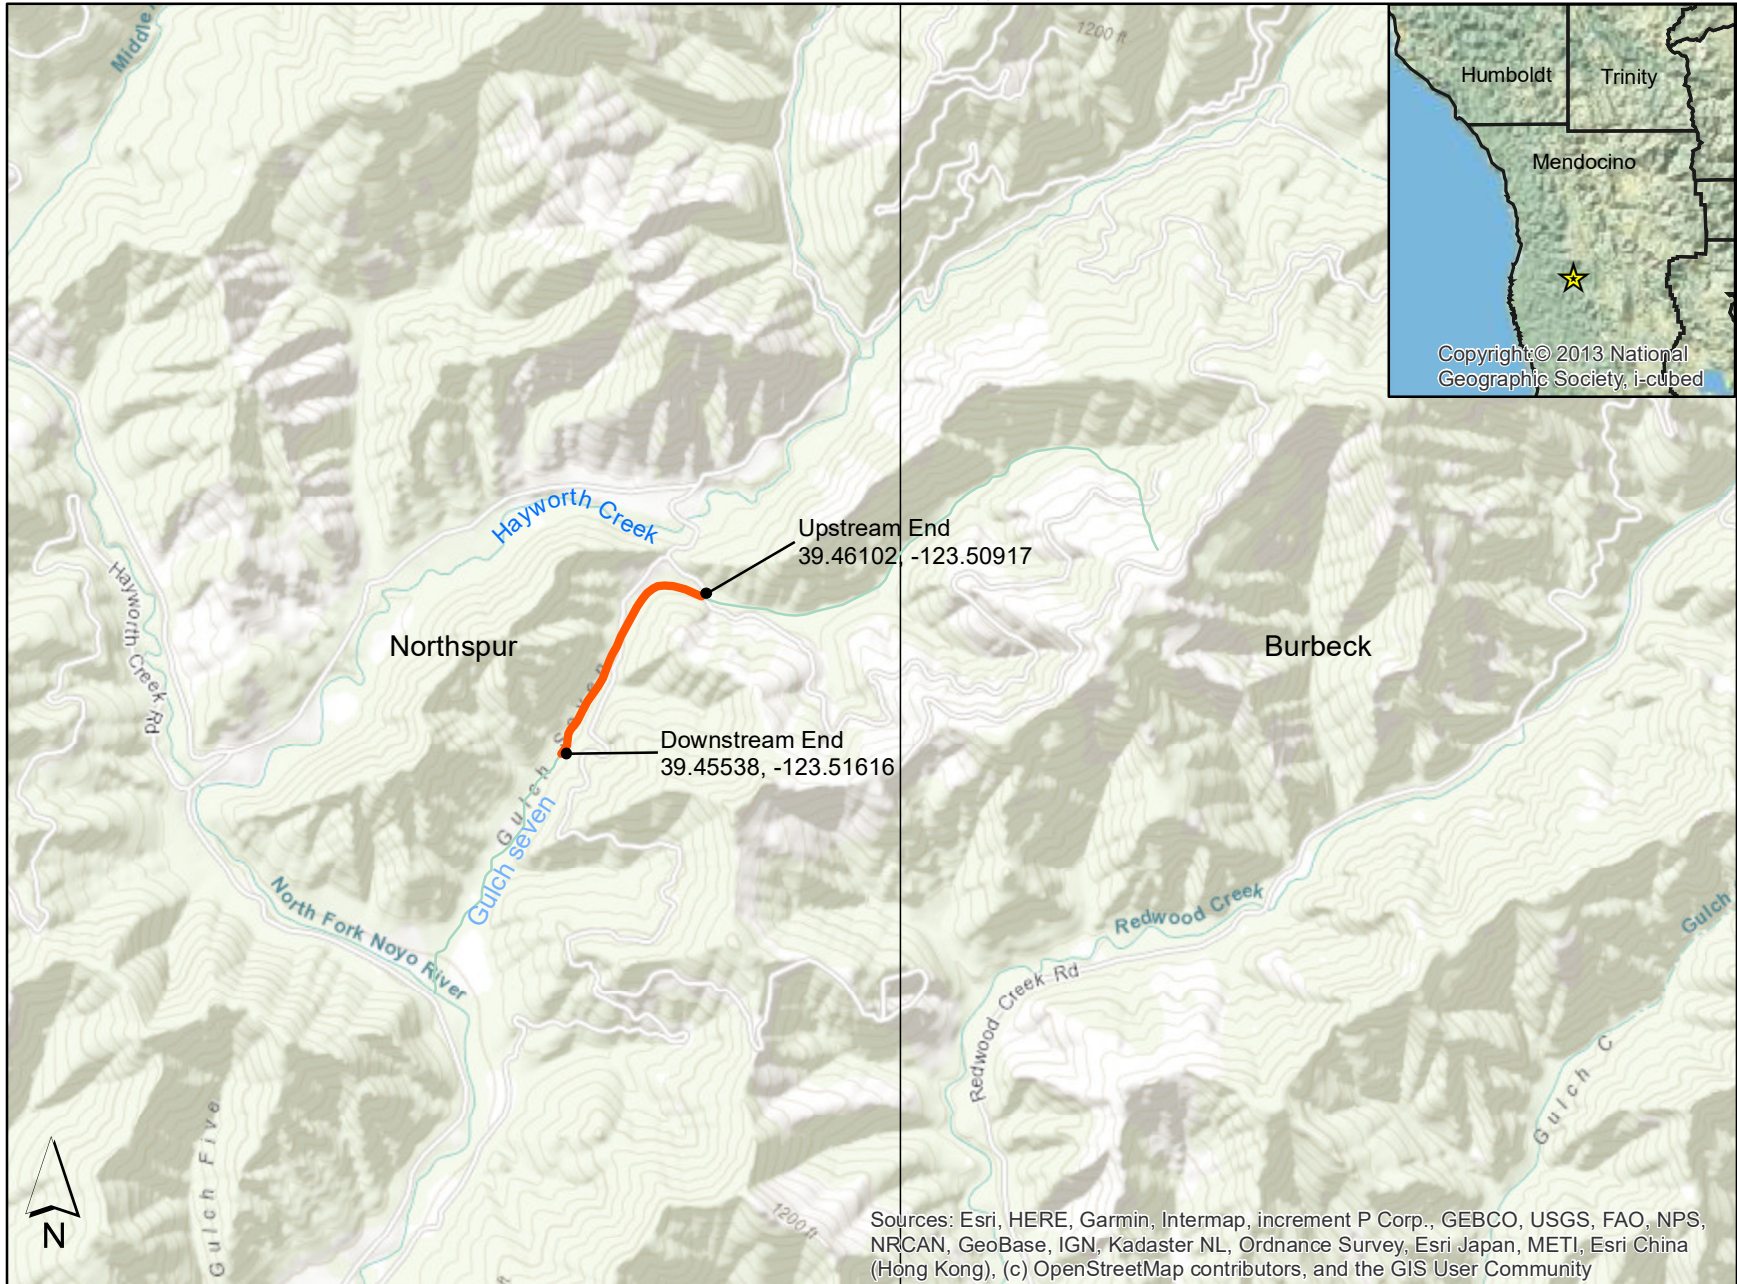 Middle
1200 ft
Humboldt
Trinity
Mendocino
Copyright:© 2013 National
Geographic Society, i-cubed
Hayworth Creek
Upstream End
39.46102, -123.50917
Hayworth Creek Rd
Northspur
Burbeck
Downstream End
39.45538, -123.51616
Gulch Seven
Gulch seven
North Fork Noyo River
Redwood Creek
Redwood Creek Rd
Gulch
Gulch C
Gulch Five
1200 ft
ft
N
Sources: Esri, HERE, Garmin, Intermap, increment P Corp., GEBCO, USGS, FAO, NPS,
NRCAN, GeoBase, IGN, Kadaster NL, Ordnance Survey, Esri Japan, METI, Esri China
(Hong Kong), (c) OpenStreetMap contributors, and the GIS User Community